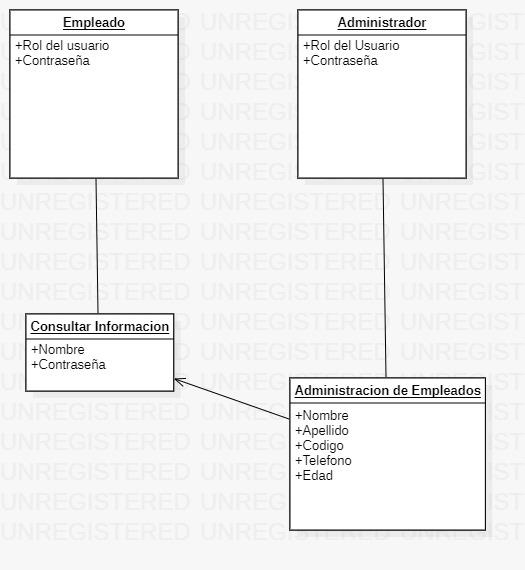 Empleado
+Rol del usuario
+Contraseña
Administrador
+Rol del Usuario
+Contraseña
Consultar Informacion
+Nombre
+Contraseña
Administracion de Empleados
+Nombre
+Apellido
+Codigo
+Telefono
+Edad
UNREGISTERED